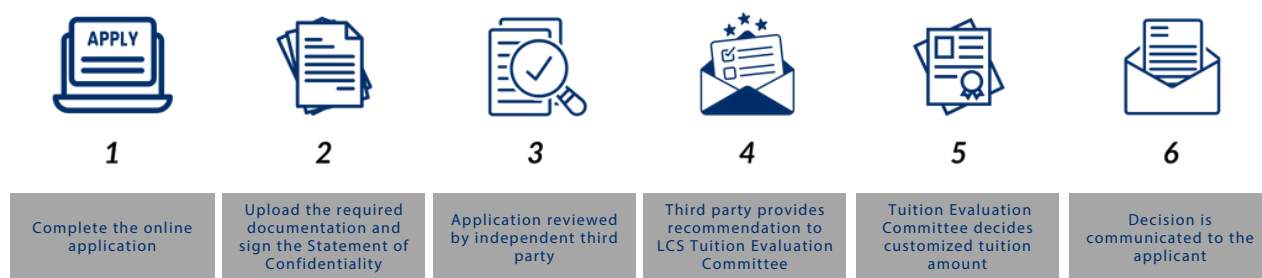 APPLY
1
2
3
4
5
6
Complete the online
application
Upload the required
documentation and
sign the Statement of
Confidentiality
Application reviewed
by independent third
party
Third party provides
recommendation to
LCS Tuition Evaluation
Committee
Tuition Evaluation
Committee decides
customized tuition
amount
Decision is
communicated to the
applicant